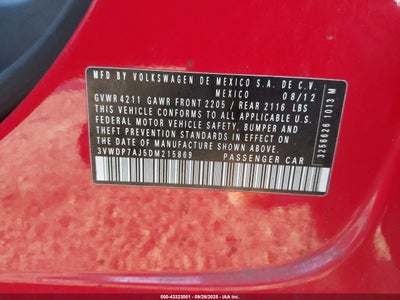 MFD BY VOLKSWAGEN DE MEXICO S.A. DE C.V.
MEXICO 08/12
GVWR 4211 GAWR FRONT 2205 / REAR 2116 LBS
THIS VEHICLE CONFORMS TO ALL APPLICABLE U.S.
FEDERAL MOTOR VEHICLE SAFETY, BUMPER AND
THEFT PREVENTION STANDARDS IN EFFECT ON THE
DATE OF MANUFACTURE SHOWN ABOVE.
3VWDP7AJ5DM215869 PASSENGER CAR
3256626 1013 M
000-43323001 - 09/26/2025 - IAA Inc.